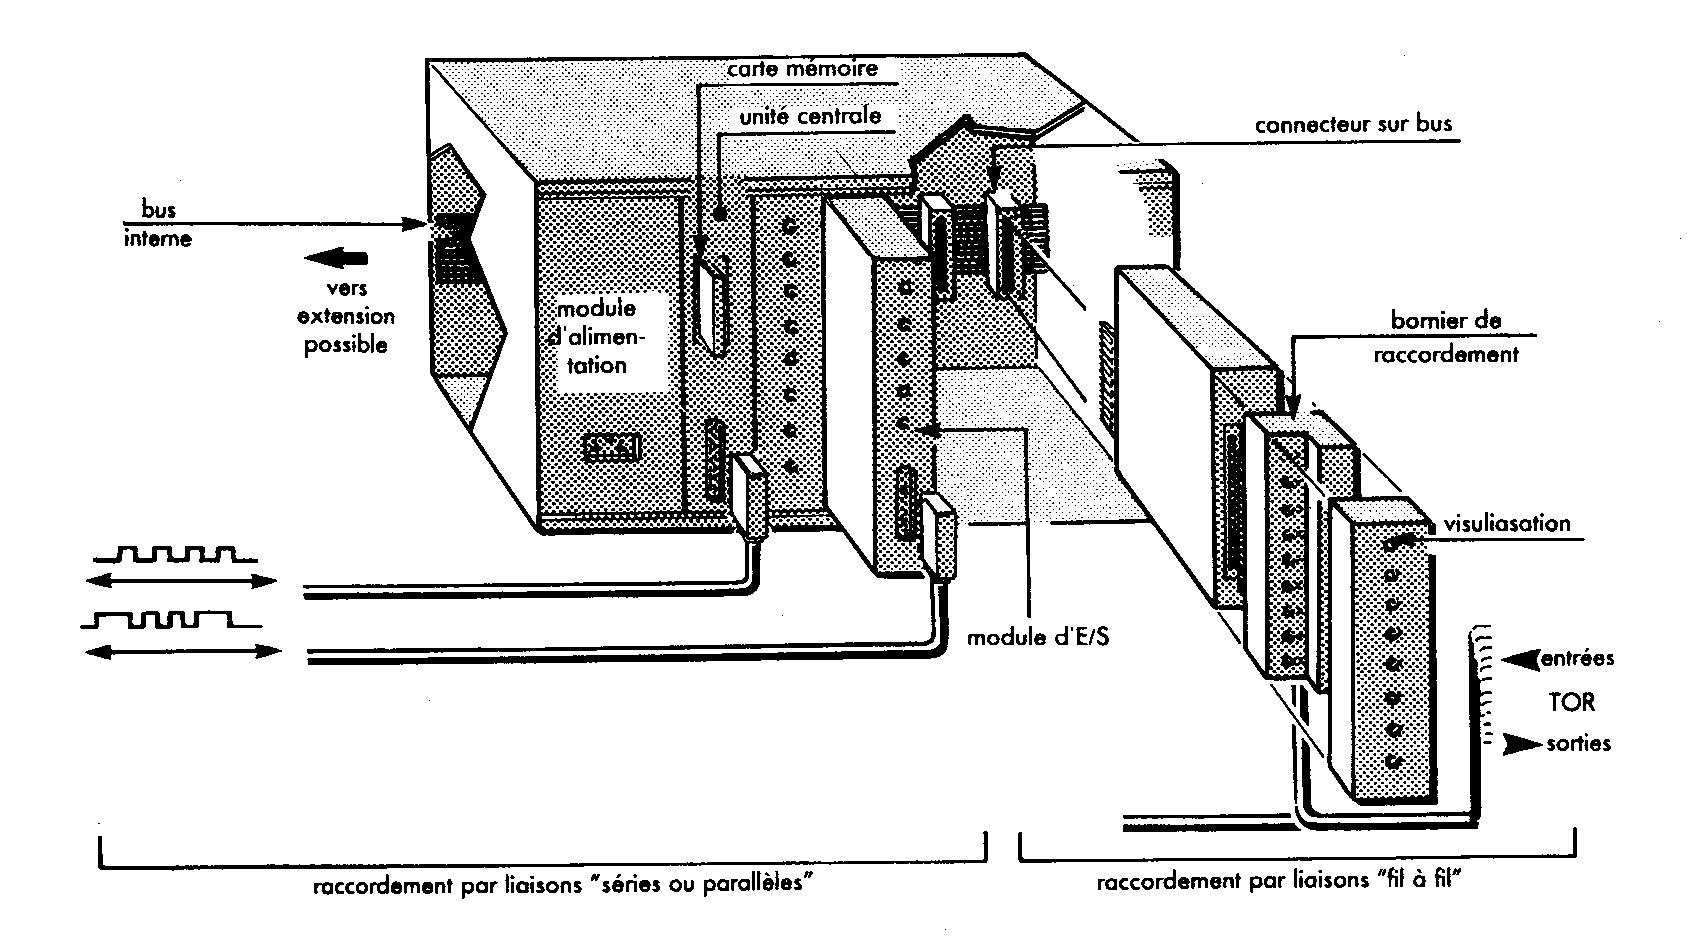 carte mémoire
unité centrale
connecteur sur bus
bus
interne
vers
extension
possible
module
d'alimen-
tation
bornier de
raccordement
visuliasation
module d'E/S
entrées
TOR
sorties
raccordement par liaisons "séries ou parallèles"
raccordement par liaisons "fil à fil"